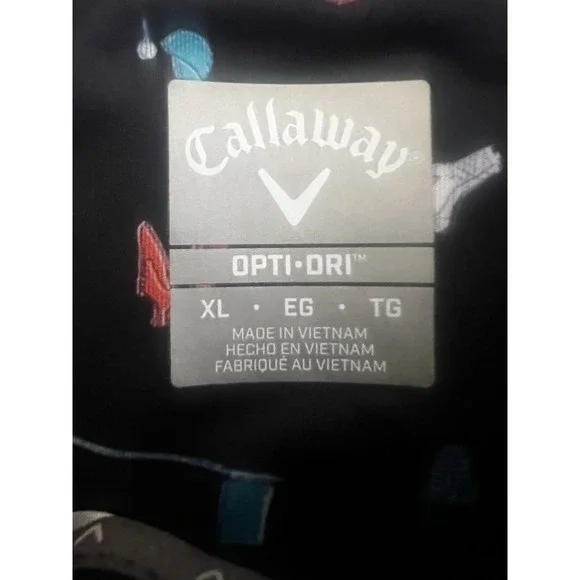 Callaway
OPTI•DRI™
XL • EG • TG
MADE IN VIETNAM
HECHO EN VIETNAM
FABRIQUÉ AU VIETNAM